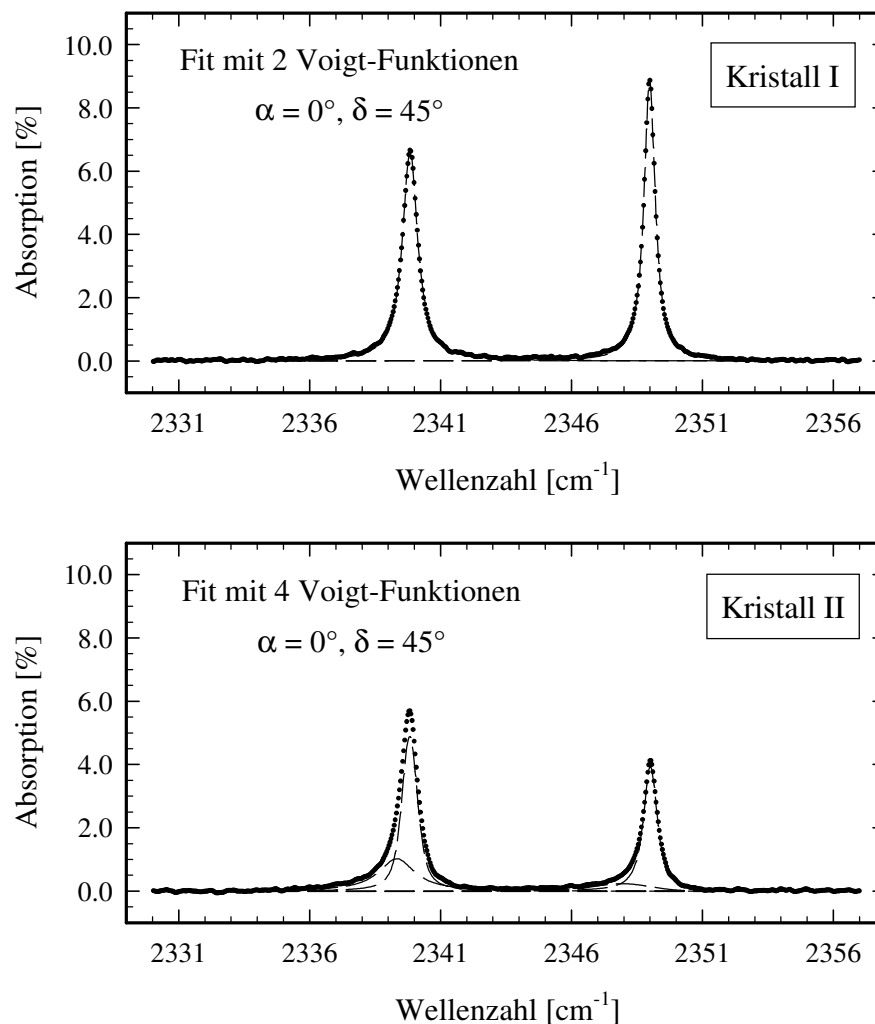 10.0
8.0
6.0
4.0
2.0
0.0
Absorption [%]
Fit mit 2 Voigt-Funktionen
α = 0°, δ = 45°
Kristall I
2331 2336 2341 2346 2351 2356
Wellenzahl [cm⁻¹]
10.0
8.0
6.0
4.0
2.0
0.0
Absorption [%]
Fit mit 4 Voigt-Funktionen
α = 0°, δ = 45°
Kristall II
2331 2336 2341 2346 2351 2356
Wellenzahl [cm⁻¹]